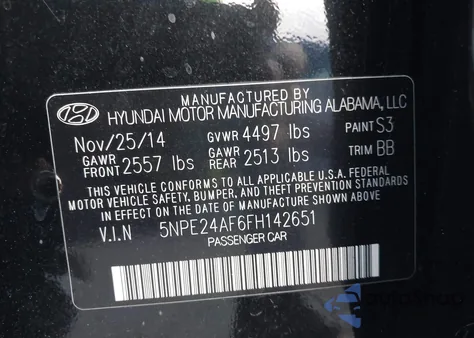 MANUFACTURED BY
HYUNDAI MOTOR MANUFACTURING ALABAMA, LLC
Nov/25/14 GVWR 4497 lbs PAINT S3
GAWR FRONT 2557 lbs GAWR REAR 2513 lbs TRIM BB
THIS VEHICLE CONFORMS TO ALL APPLICABLE U.S.A. FEDERAL
MOTOR VEHICLE SAFETY, BUMPER, AND THEFT PREVENTION STANDARDS
IN EFFECT ON THE DATE OF MANUFACTURE SHOWN ABOVE.
V.I.N 5NPE24AF6FH142651
PASSENGER CAR